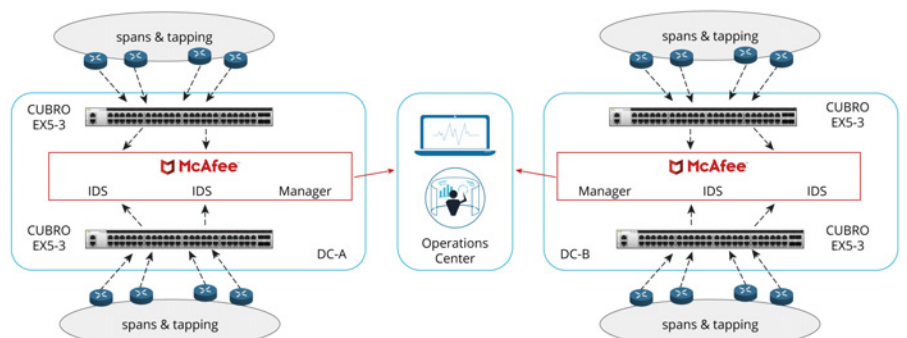 spans & tapping
spans & tapping
CUBRO
EX5-3
CUBRO
EX5-3
McAfee
McAfee
IDS
IDS
Manager
Manager
IDS
IDS
CUBRO
EX5-3
DC-A
Operations
Center
DC-B
CUBRO
EX5-3
spans & tapping
spans & tapping